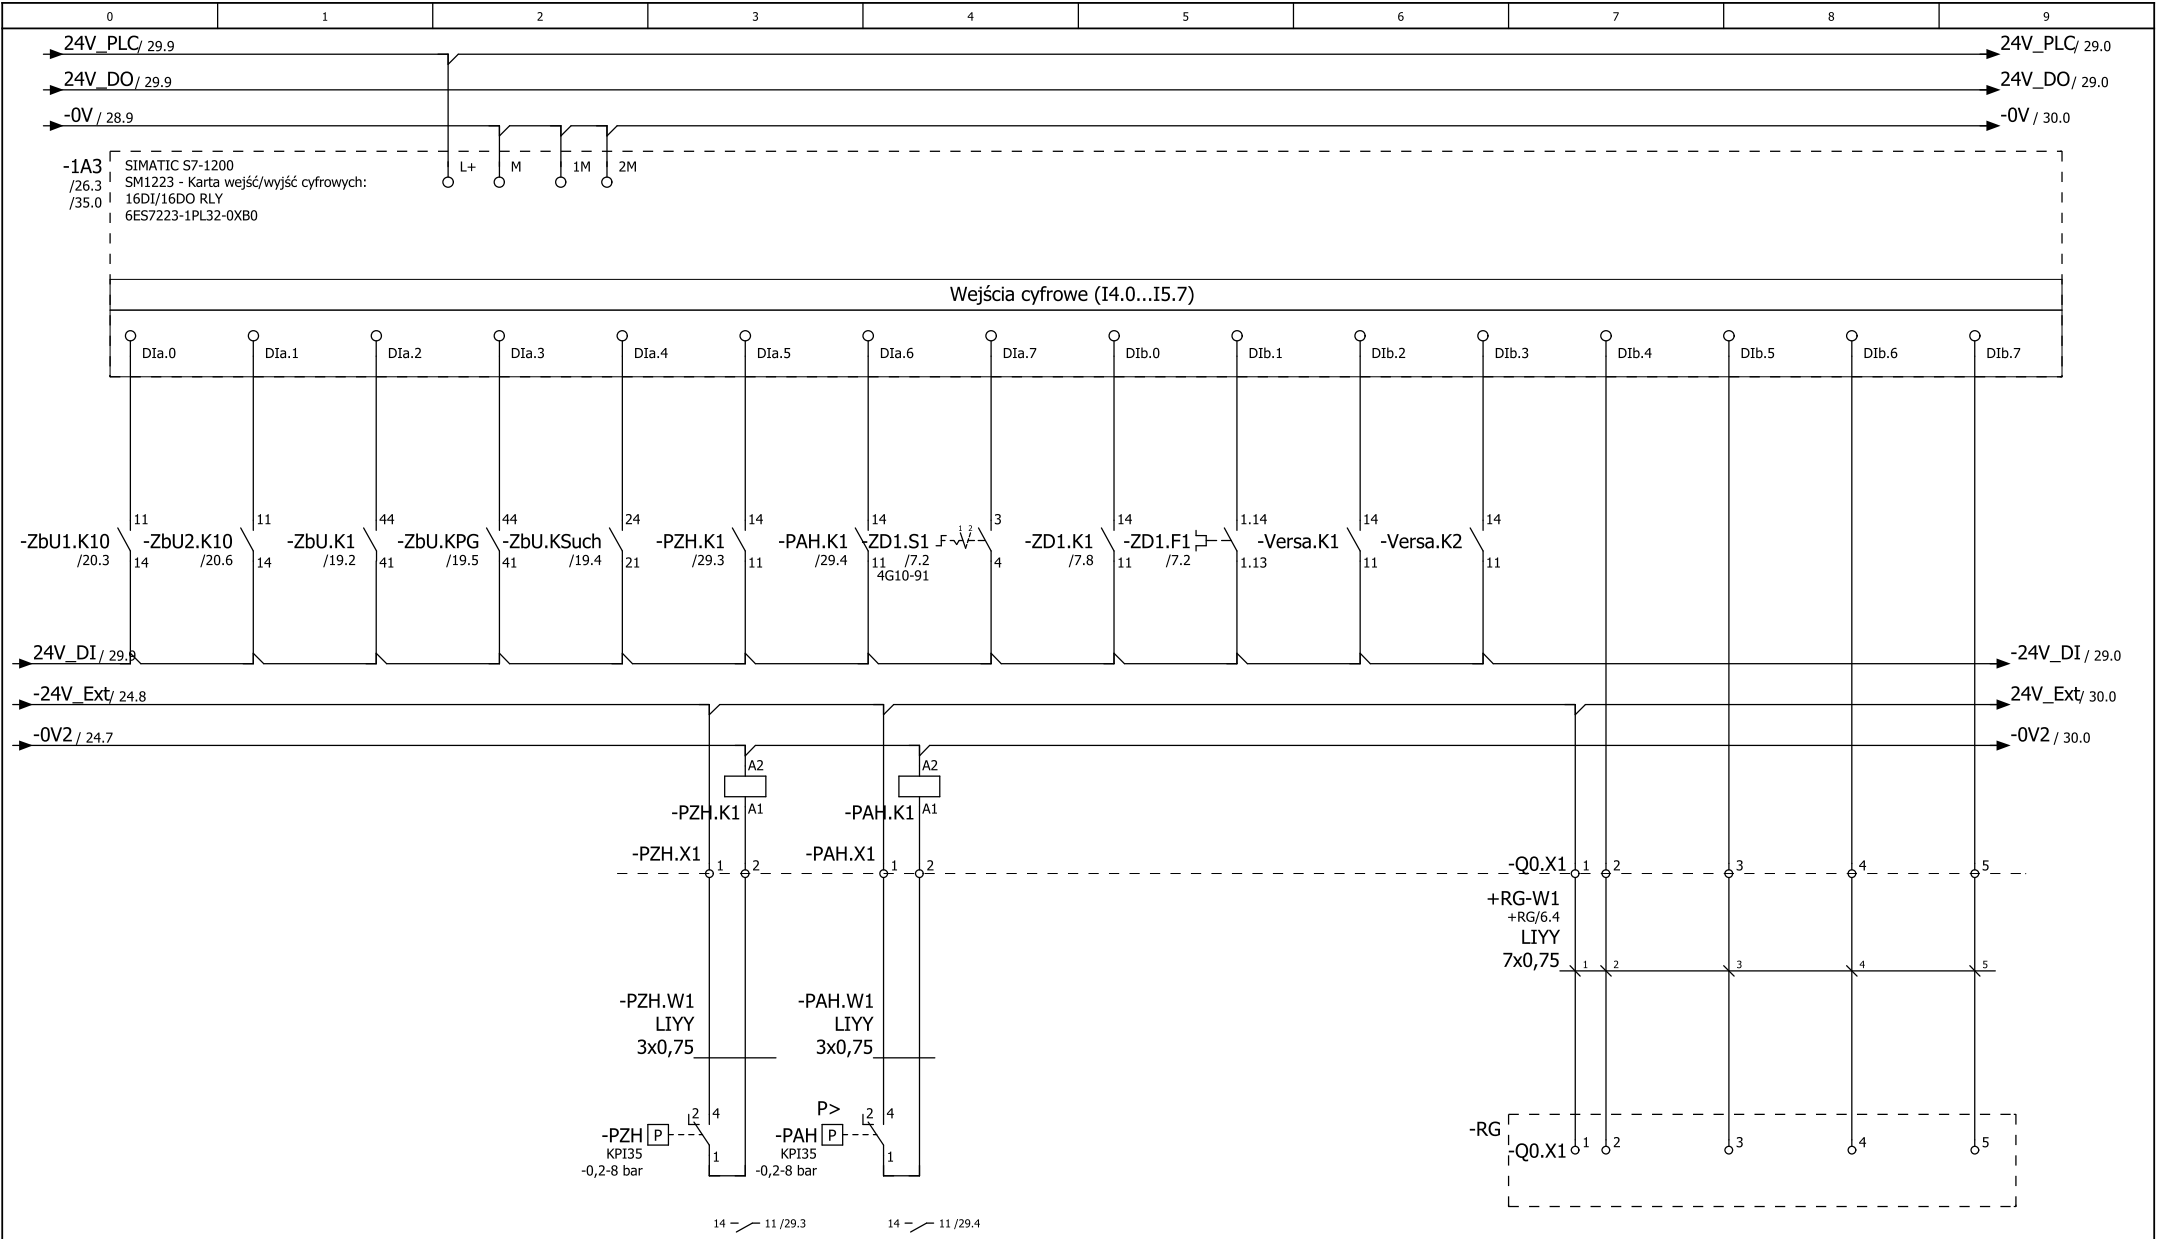 0 1 2 3 4 5 6 7 8 9
24V_PLC / 29.9 24V_PLC / 29.0
24V_DO / 29.9 24V_DO / 29.0
-0V / 28.9 -0V / 30.0
-1A3
/26.3
/35.0
SIMATIC S7-1200
SM1223 - Karta wejść/wyjść cyfrowych:
16DI/16DO RLY
6ES7223-1PL32-0XB0
L+ M 1M 2M
Wejścia cyfrowe (I4.0...I5.7)
DIa.0 DIa.1 DIa.2 DIa.3 DIa.4 DIa.5 DIa.6 DIa.7 DIb.0 DIb.1 DIb.2 DIb.3 DIb.4 DIb.5 DIb.6 DIb.7
11 11 44 44 24 14 14 3 14 1.14 14 14
1 2
-ZbU1.K10 -ZbU2.K10 -ZbU.K1 -ZbU.KPG -ZbU.KSuch -PZH.K1 -PAH.K1 -ZD1.S1 -ZD1.K1 -ZD1.F1 -Versa.K1 -Versa.K2
/20.3 14 /20.6 14 /19.2 41 /19.5 41 /19.4 21 /29.3 11 /29.4 11 /7.2 4 /7.8 11 /7.2 1.13 11 11
4G10-91
24V_DI / 29.9 -24V_DI / 29.0
-24V_Ext / 24.8 24V_Ext / 30.0
-0V2 / 24.7 -0V2 / 30.0
A2 A2
-PZH.K1 A1 -PAH.K1 A1
-PZH.X1 1 2 -PAH.X1 1 2 -Q0.X1 1 2 3 4 5
+RG-W1
+RG/6.4
LIYY
7x0,75
1 2 3 4 5
-PZH.W1 -PAH.W1
LIYY LIYY
3x0,75 3x0,75
P>
2 4 2 4
-PZH P -PAH P
KPI35 1 KPI35 1
-0,2-8 bar -0,2-8 bar
-RG
-Q0.X1 1 2 3 4 5
14 11 /29.3 14 11 /29.4